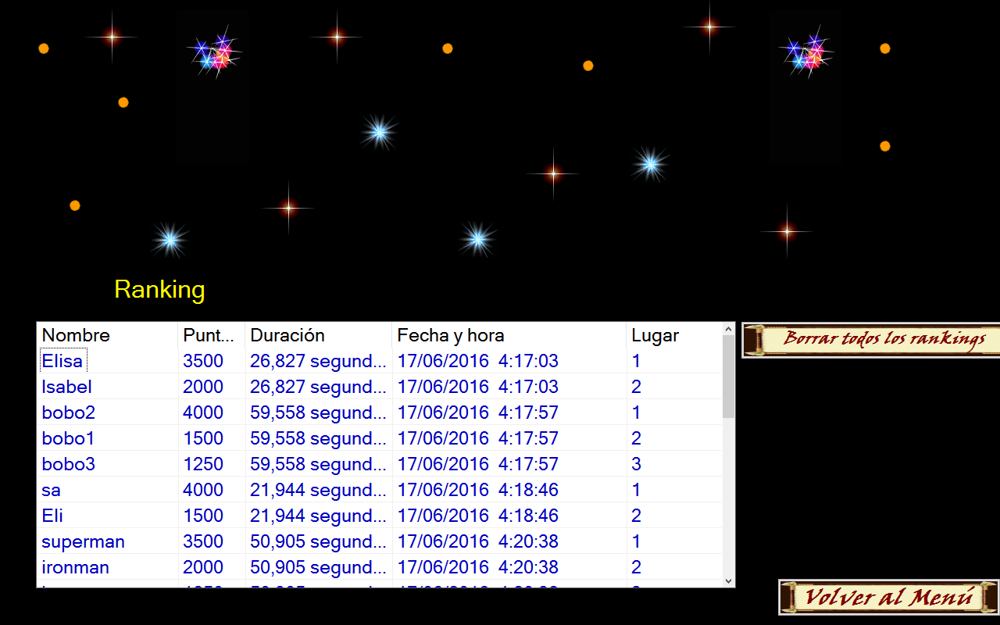 Ranking
Nombre Punt... Duración Fecha y hora Lugar
Borrar todos los rankings
Elisa 3500 26,827 segund... 17/06/2016 4:17:03 1
Isabel 2000 26,827 segund... 17/06/2016 4:17:03 2
bobo2 4000 59,558 segund... 17/06/2016 4:17:57 1
bobo1 1500 59,558 segund... 17/06/2016 4:17:57 2
bobo3 1250 59,558 segund... 17/06/2016 4:17:57 3
sa 4000 21,944 segund... 17/06/2016 4:18:46 1
Eli 1500 21,944 segund... 17/06/2016 4:18:46 2
superman 3500 50,905 segund... 17/06/2016 4:20:38 1
ironman 2000 50,905 segund... 17/06/2016 4:20:38 2
Volver al Menú